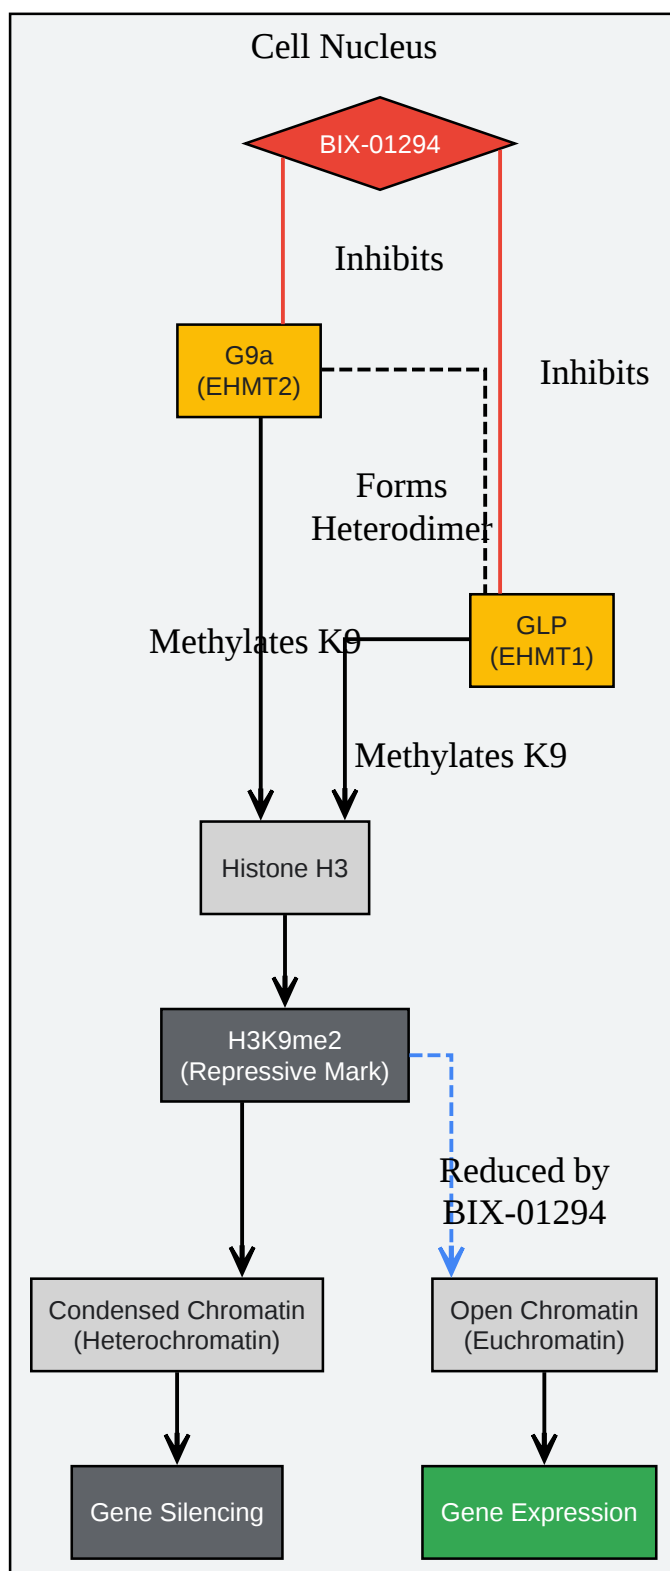 Cell Nucleus
BIX-01294
Inhibits
G9a
(EHMT2)
Inhibits
Forms
Heterodimer
GLP
(EHMT1)
Methylates K9
Methylates K9
Histone H3
H3K9me2
(Repressive Mark)
Reduced by
BIX-01294
Condensed Chromatin
(Heterochromatin)
Open Chromatin
(Euchromatin)
Gene Silencing
Gene Expression